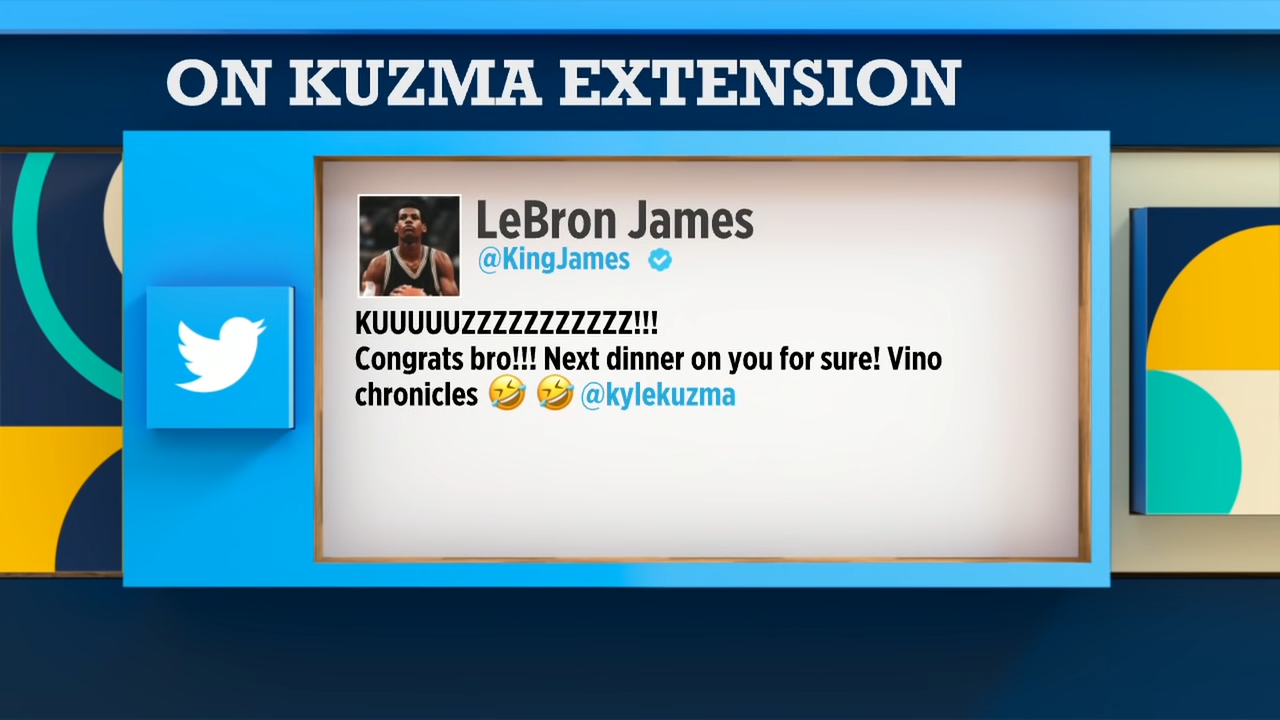 ON KUZMA EXTENSION
LeBron James
@KingJames
KUUUUUZZZZZZZZZZZ!!!
Congrats bro!!! Next dinner on you for sure! Vino
chronicles 🤣 🤣 @kylekuzma